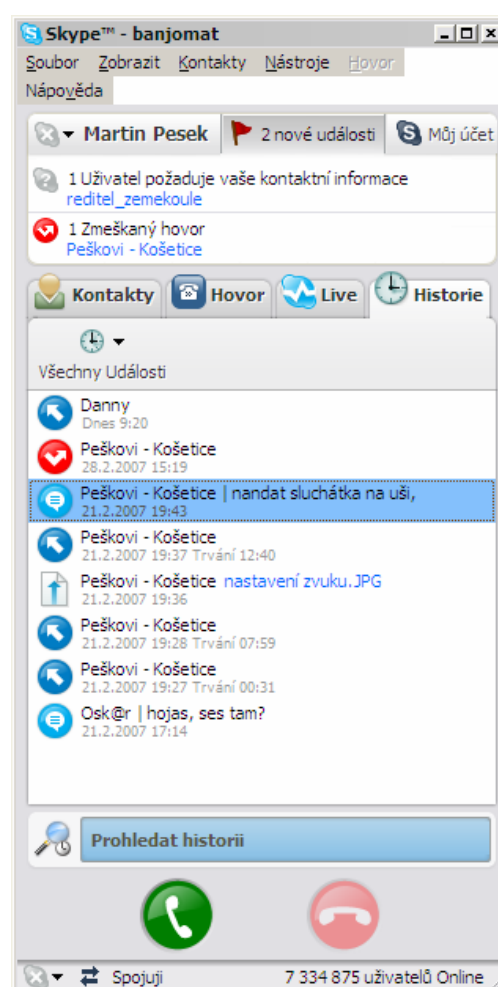 Skype™ - banjomat
Soubor Zobrazit Kontakty Nástroje Hovor
Nápověda
Martin Pesek 2 nové události Můj účet
1 Uživatel požaduje vaše kontaktní informace
reditel_zemekoule
1 Zmeškaný hovor
Peškovi - Košetice
Kontakty Hovor Live Historie
Všechny Události
Danny
Dnes 9:20
Peškovi - Košetice
28.2.2007 15:19
Peškovi - Košetice | nandat sluchátka na uši,
21.2.2007 19:43
Peškovi - Košetice
21.2.2007 19:37 Trvání 12:40
Peškovi - Košetice nastavení zvuku.JPG
21.2.2007 19:36
Peškovi - Košetice
21.2.2007 19:28 Trvání 07:59
Peškovi - Košetice
21.2.2007 19:27 Trvání 00:31
Osk@r | hojas, ses tam?
21.2.2007 17:14
Prohledat historii
Spojuji 7 334 875 uživatelů Online